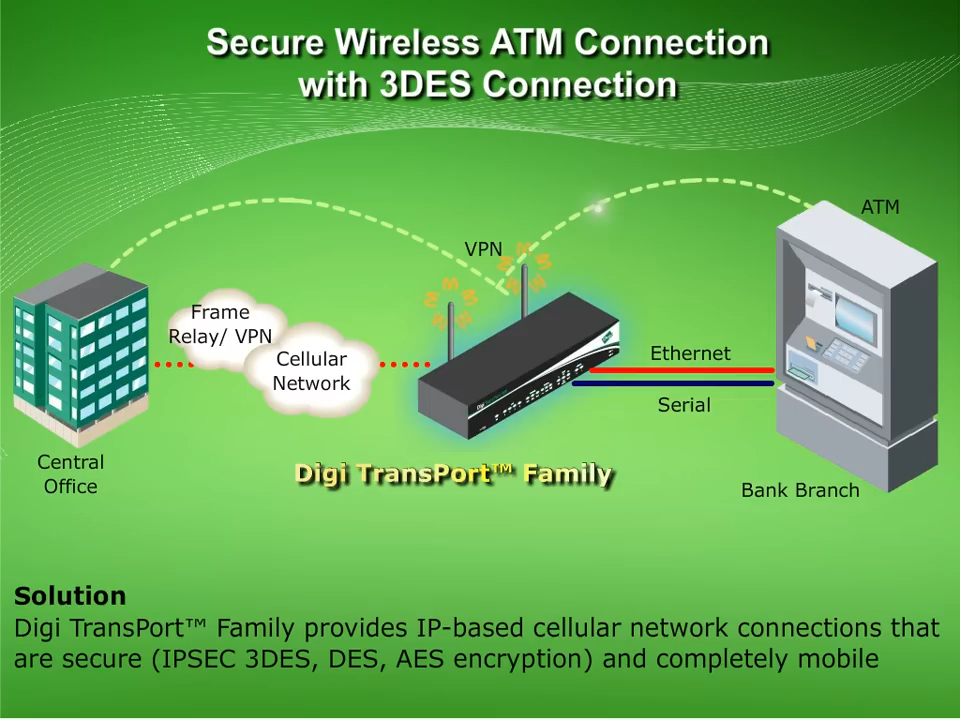 Secure Wireless ATM Connection
with 3DES Connection
ATM
VPN
Frame
Relay/ VPN
Cellular
Network
Ethernet
Serial
Digi
Central
Office
Digi TransPort™ Family
Bank Branch
Solution
Digi TransPort™ Family provides IP-based cellular network connections that
are secure (IPSEC 3DES, DES, AES encryption) and completely mobile